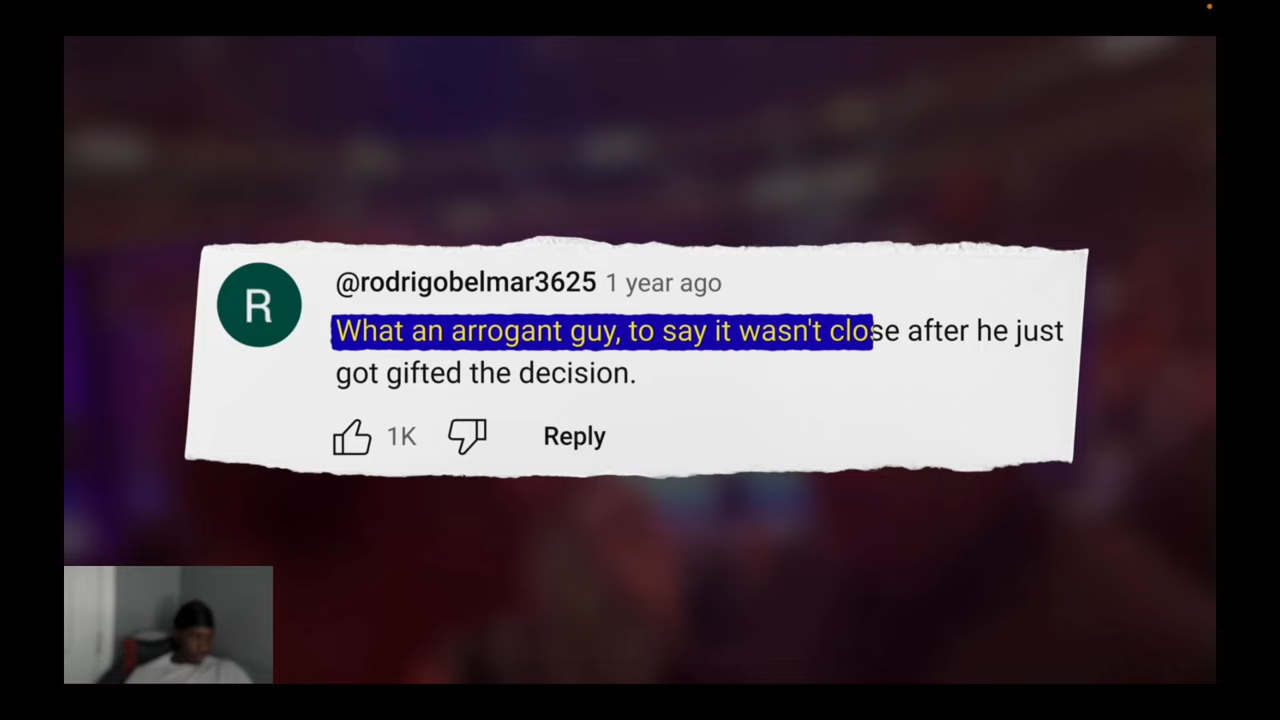 R
@rodrigobelmar3625 1 year ago
What an arrogant guy, to say it wasn't close after he just
got gifted the decision.
1K Reply